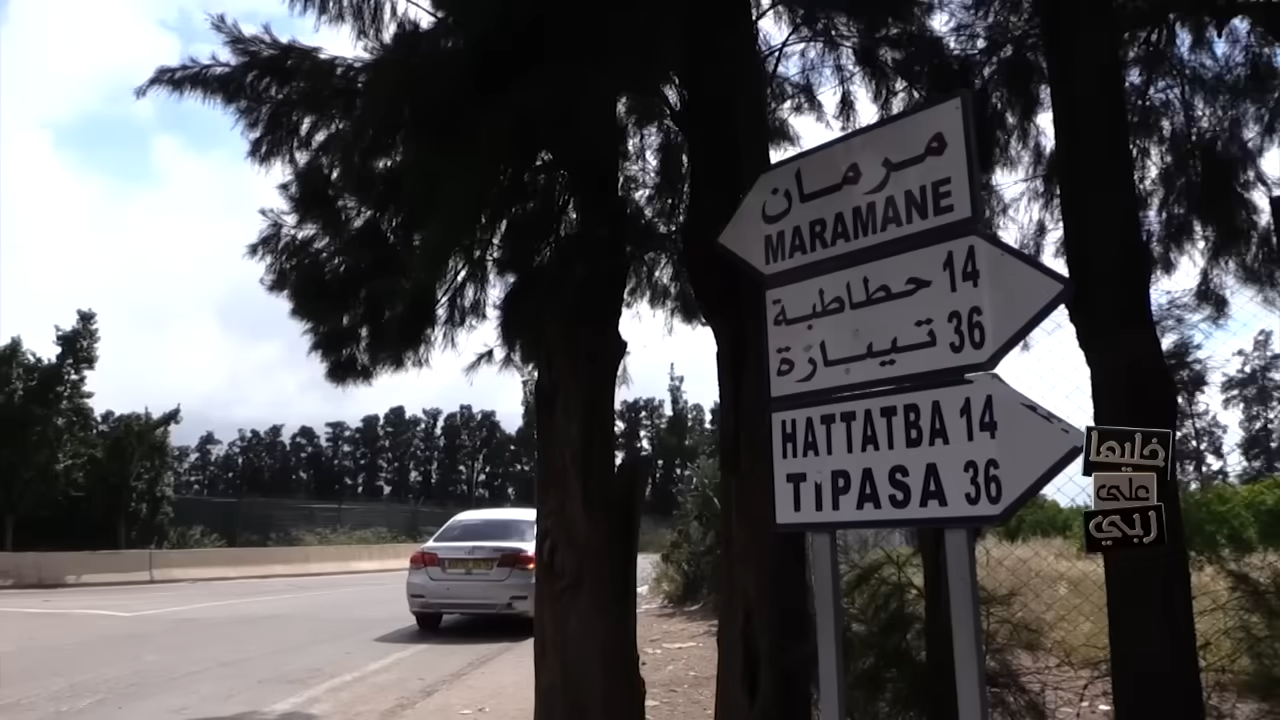 مرمان
MARAMANE
حطاطبة 14
تيبازة 36
HATTATBA 14
TIPASA 36
خليها
على
ربي